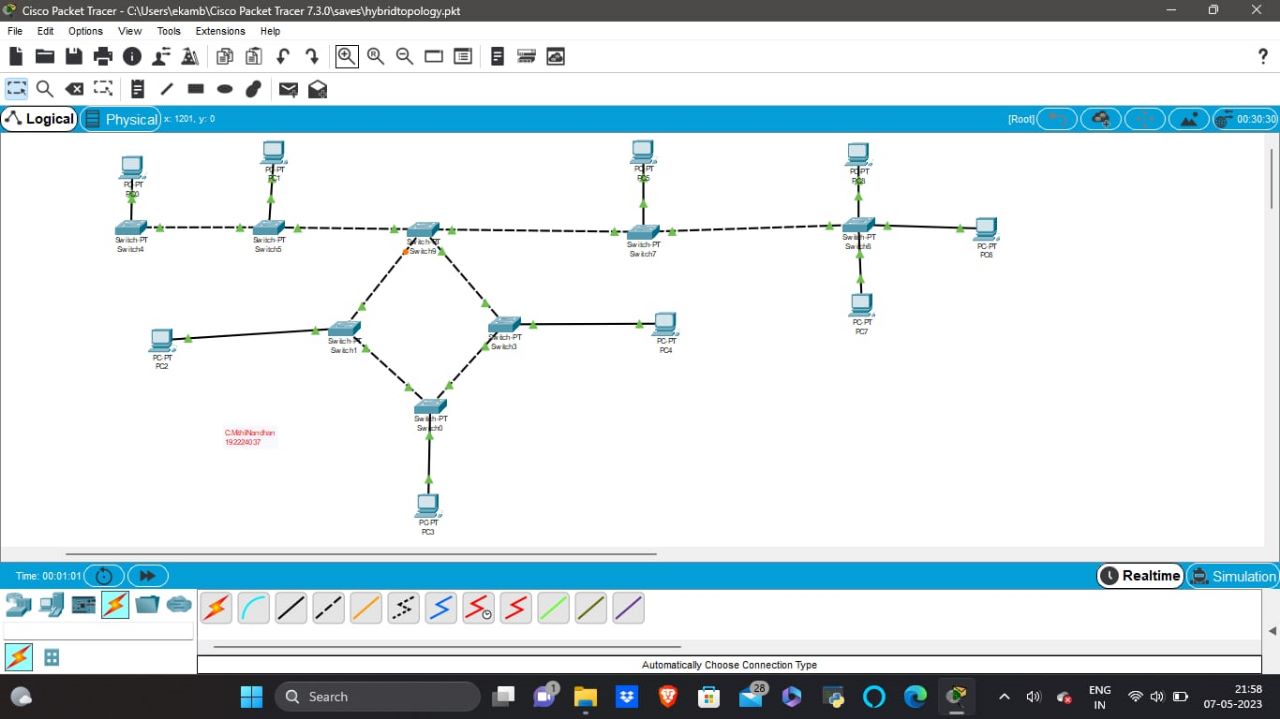 Cisco Packet Tracer - C:\Users\ekamb\Cisco Packet Tracer 7.3.0\saves\hybridtopology.pkt
File Edit Options View Tools Extensions Help
Logical Physical x: 1201, y: 0 [Root] 00:30:30
PC-PT
PC0
PC-PT
PC1
PC-PT
PC5
PC-PT
Switch-PT
Switch4
Switch-PT
Switch5
Switch-PT
Switch9
Switch-PT
Switch7
Switch-PT
Switch6
PC-PT
PC6
PC-PT
PC7
PC-PT
PC2
Switch-PT
Switch1
Switch-PT
Switch3
PC-PT
PC4
Switch-PT
Switch0
C.MithilNandhan
192224037
PC-PT
PC3
Time: 00:01:01 Realtime Simulation
Automatically Choose Connection Type
Search
1
28
ENG
IN
21:58
07-05-2023